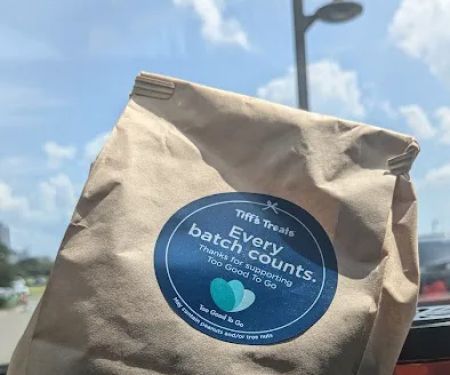 Tiff's Treats
Every
batch counts.
Thanks for supporting
Too Good To Go
Too Good To Go
May contain peanuts and/or tree nuts